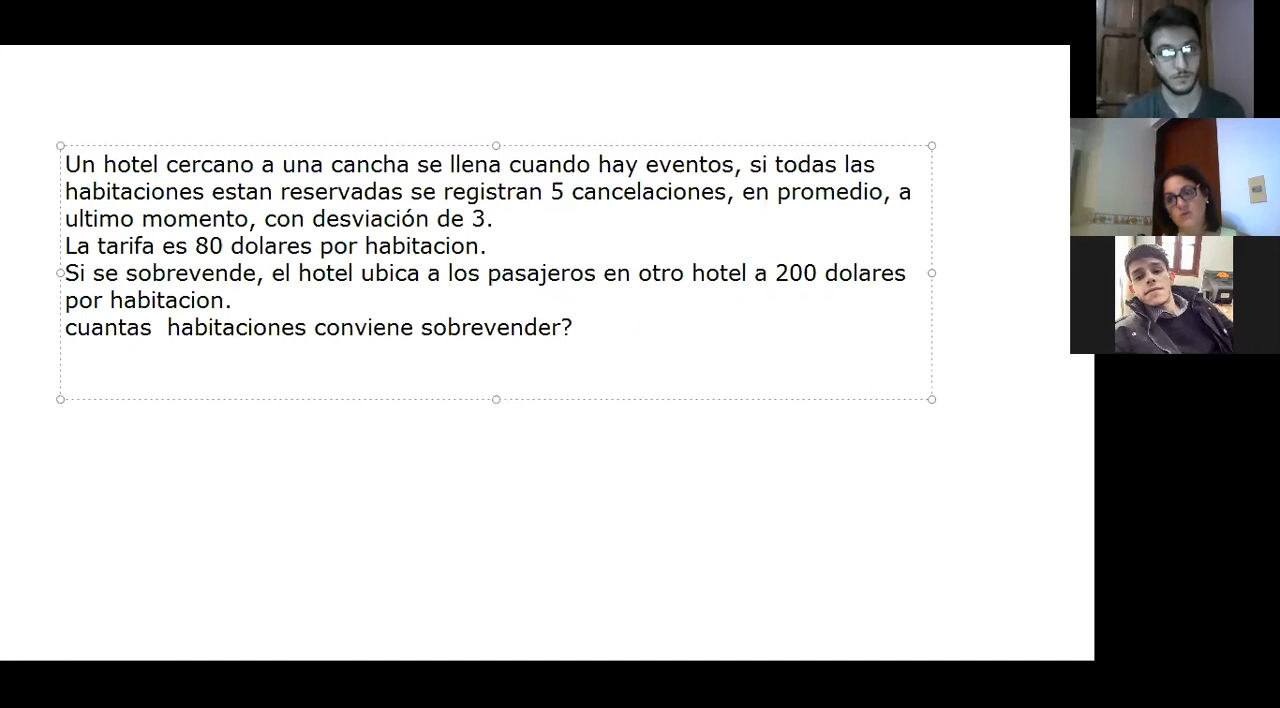 Un hotel cercano a una cancha se llena cuando hay eventos, si todas las
habitaciones estan reservadas se registran 5 cancelaciones, en promedio, a
ultimo momento, con desviación de 3.
La tarifa es 80 dolares por habitacion.
Si se sobrevende, el hotel ubica a los pasajeros en otro hotel a 200 dolares
por habitacion.
cuantas  habitaciones conviene sobrevender?